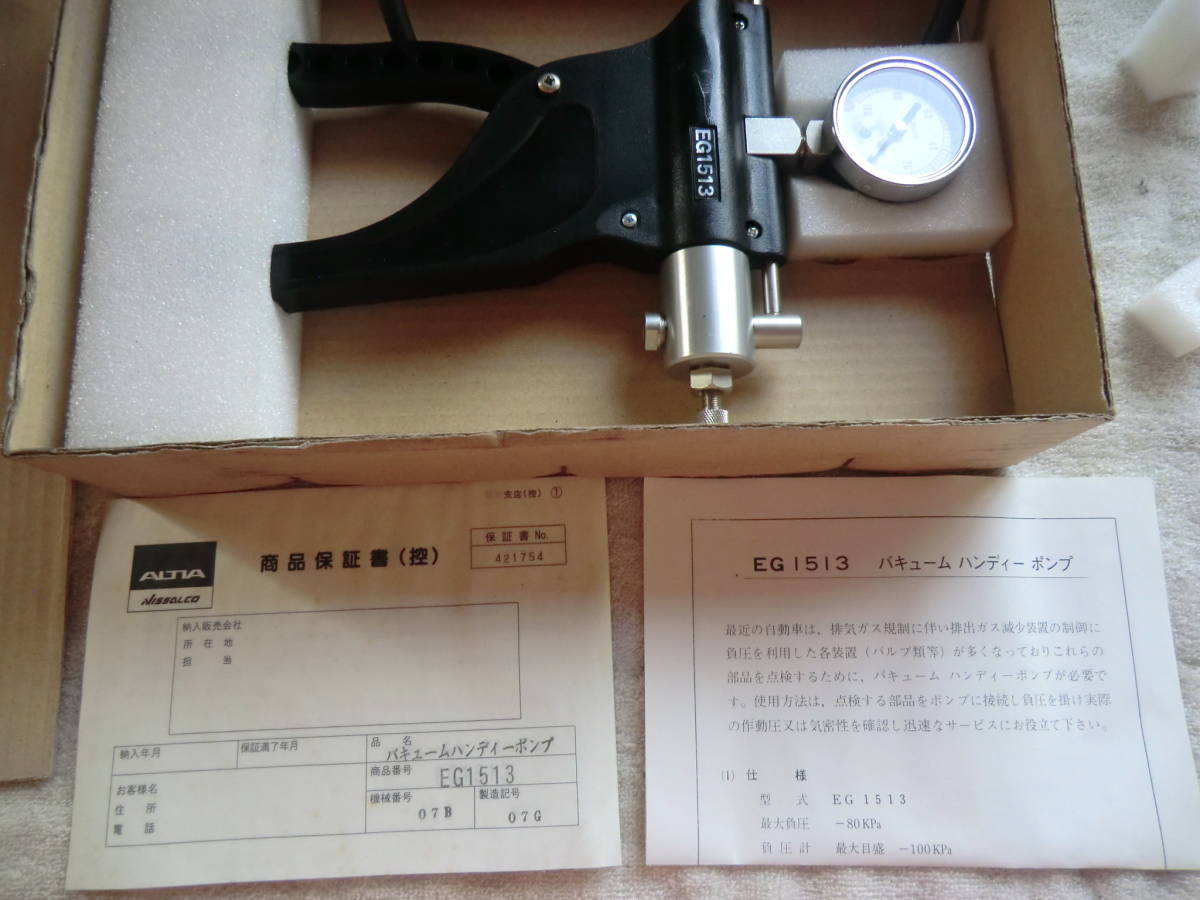 EG1513
支店(控) ①
ALTIA
NISSALCO
商品保証書(控)
保証書No.
421754
納入販売会社
所在地
担当
納入年月
保証満了年月
品名
バキュームハンディーポンプ
商品番号
EG1513
お客様名
住所
電話
機械番号
07B
製造記号
07G
EG1513 バキューム ハンディー ポンプ
最近の自動車は、排気ガス規制に伴い排出ガス減少装置の制御に
負圧を利用した各装置（バルブ類等）が多くなっておりこれらの
部品を点検するために、バキューム ハンディーポンプが必要で
す。使用方法は、点検する部品をポンプに接続し負圧を掛け実際
の作動圧又は気密性を確認し迅速なサービスにお役立て下さい。
(1) 仕様
型式 EG1513
最大負圧 -80KPa
負圧計 最大目盛 -100KPa